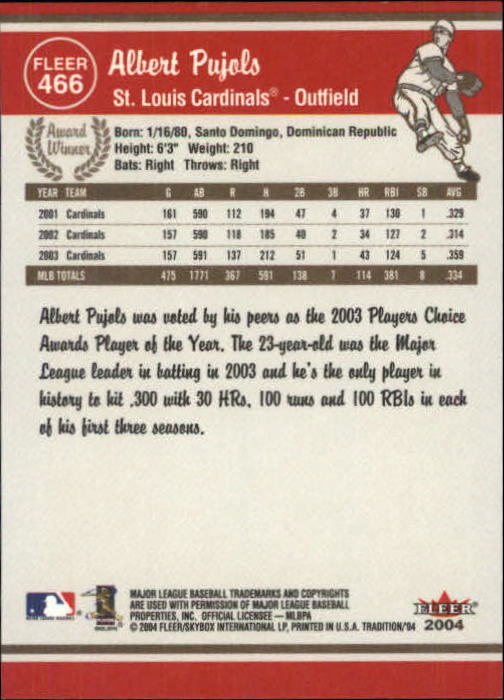 FLEER
466
Albert Pujols
St. Louis Cardinals® - Outfield
Award
Winner
Born: 1/16/80, Santo Domingo, Dominican Republic
Height: 6'3" Weight: 210
Bats: Right Throws: Right
YEAR TEAM G AB R H 2B 3B HR RBI SB AVG
2001 Cardinals 161 590 112 194 47 4 37 130 1 .329
2002 Cardinals 157 590 118 185 40 2 34 127 2 .314
2003 Cardinals 157 591 137 212 51 1 43 124 5 .359
MLB TOTALS 475 1771 367 591 138 7 114 381 8 .334
Albert Pujols was voted by his peers as the 2003 Players Choice
Awards Player of the Year. The 23-year-old was the Major
League leader in batting in 2003 and he's the only player in
history to hit .300 with 30 HRs, 100 runs and 100 RBIs in each
of his first three seasons.
MAJOR LEAGUE BASEBALL TRADEMARKS AND COPYRIGHTS
ARE USED WITH PERMISSION OF MAJOR LEAGUE BASEBALL
PROPERTIES, INC. OFFICIAL LICENSEE — MLBPA
© 2004 FLEER/SKYBOX INTERNATIONAL LP, PRINTED IN U.S.A. TRADITION/'04
FLEER
2004